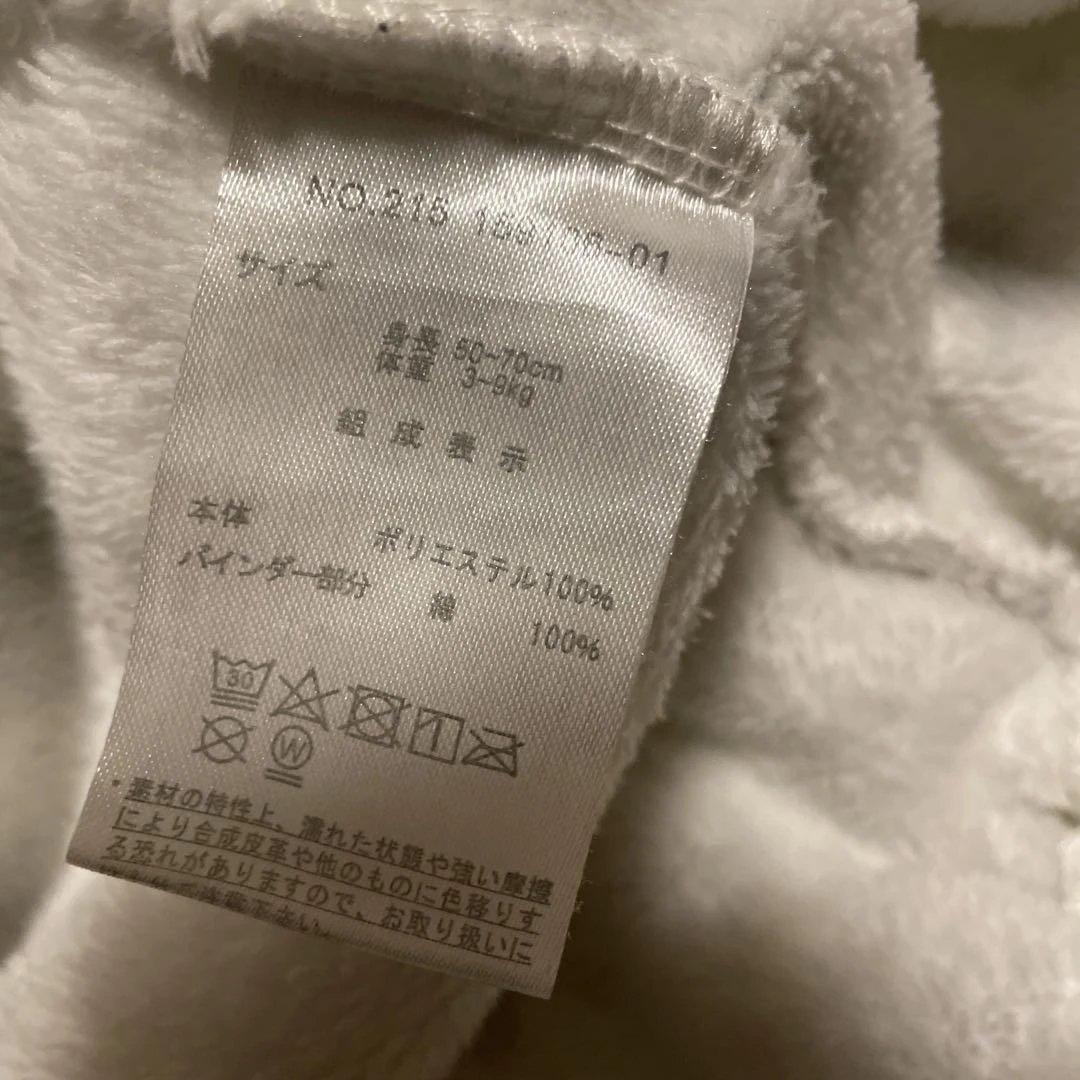 NO.215
サイズ
身長 50-70cm
体重 3-9kg
組成表示
本体 ポリエステル100%
バインダー部分 綿 100%
30
W
・素材の特性上、濡れた状態や強い摩擦
により合成皮革や他のものに色移りす
る恐れがありますので、お取り扱いに